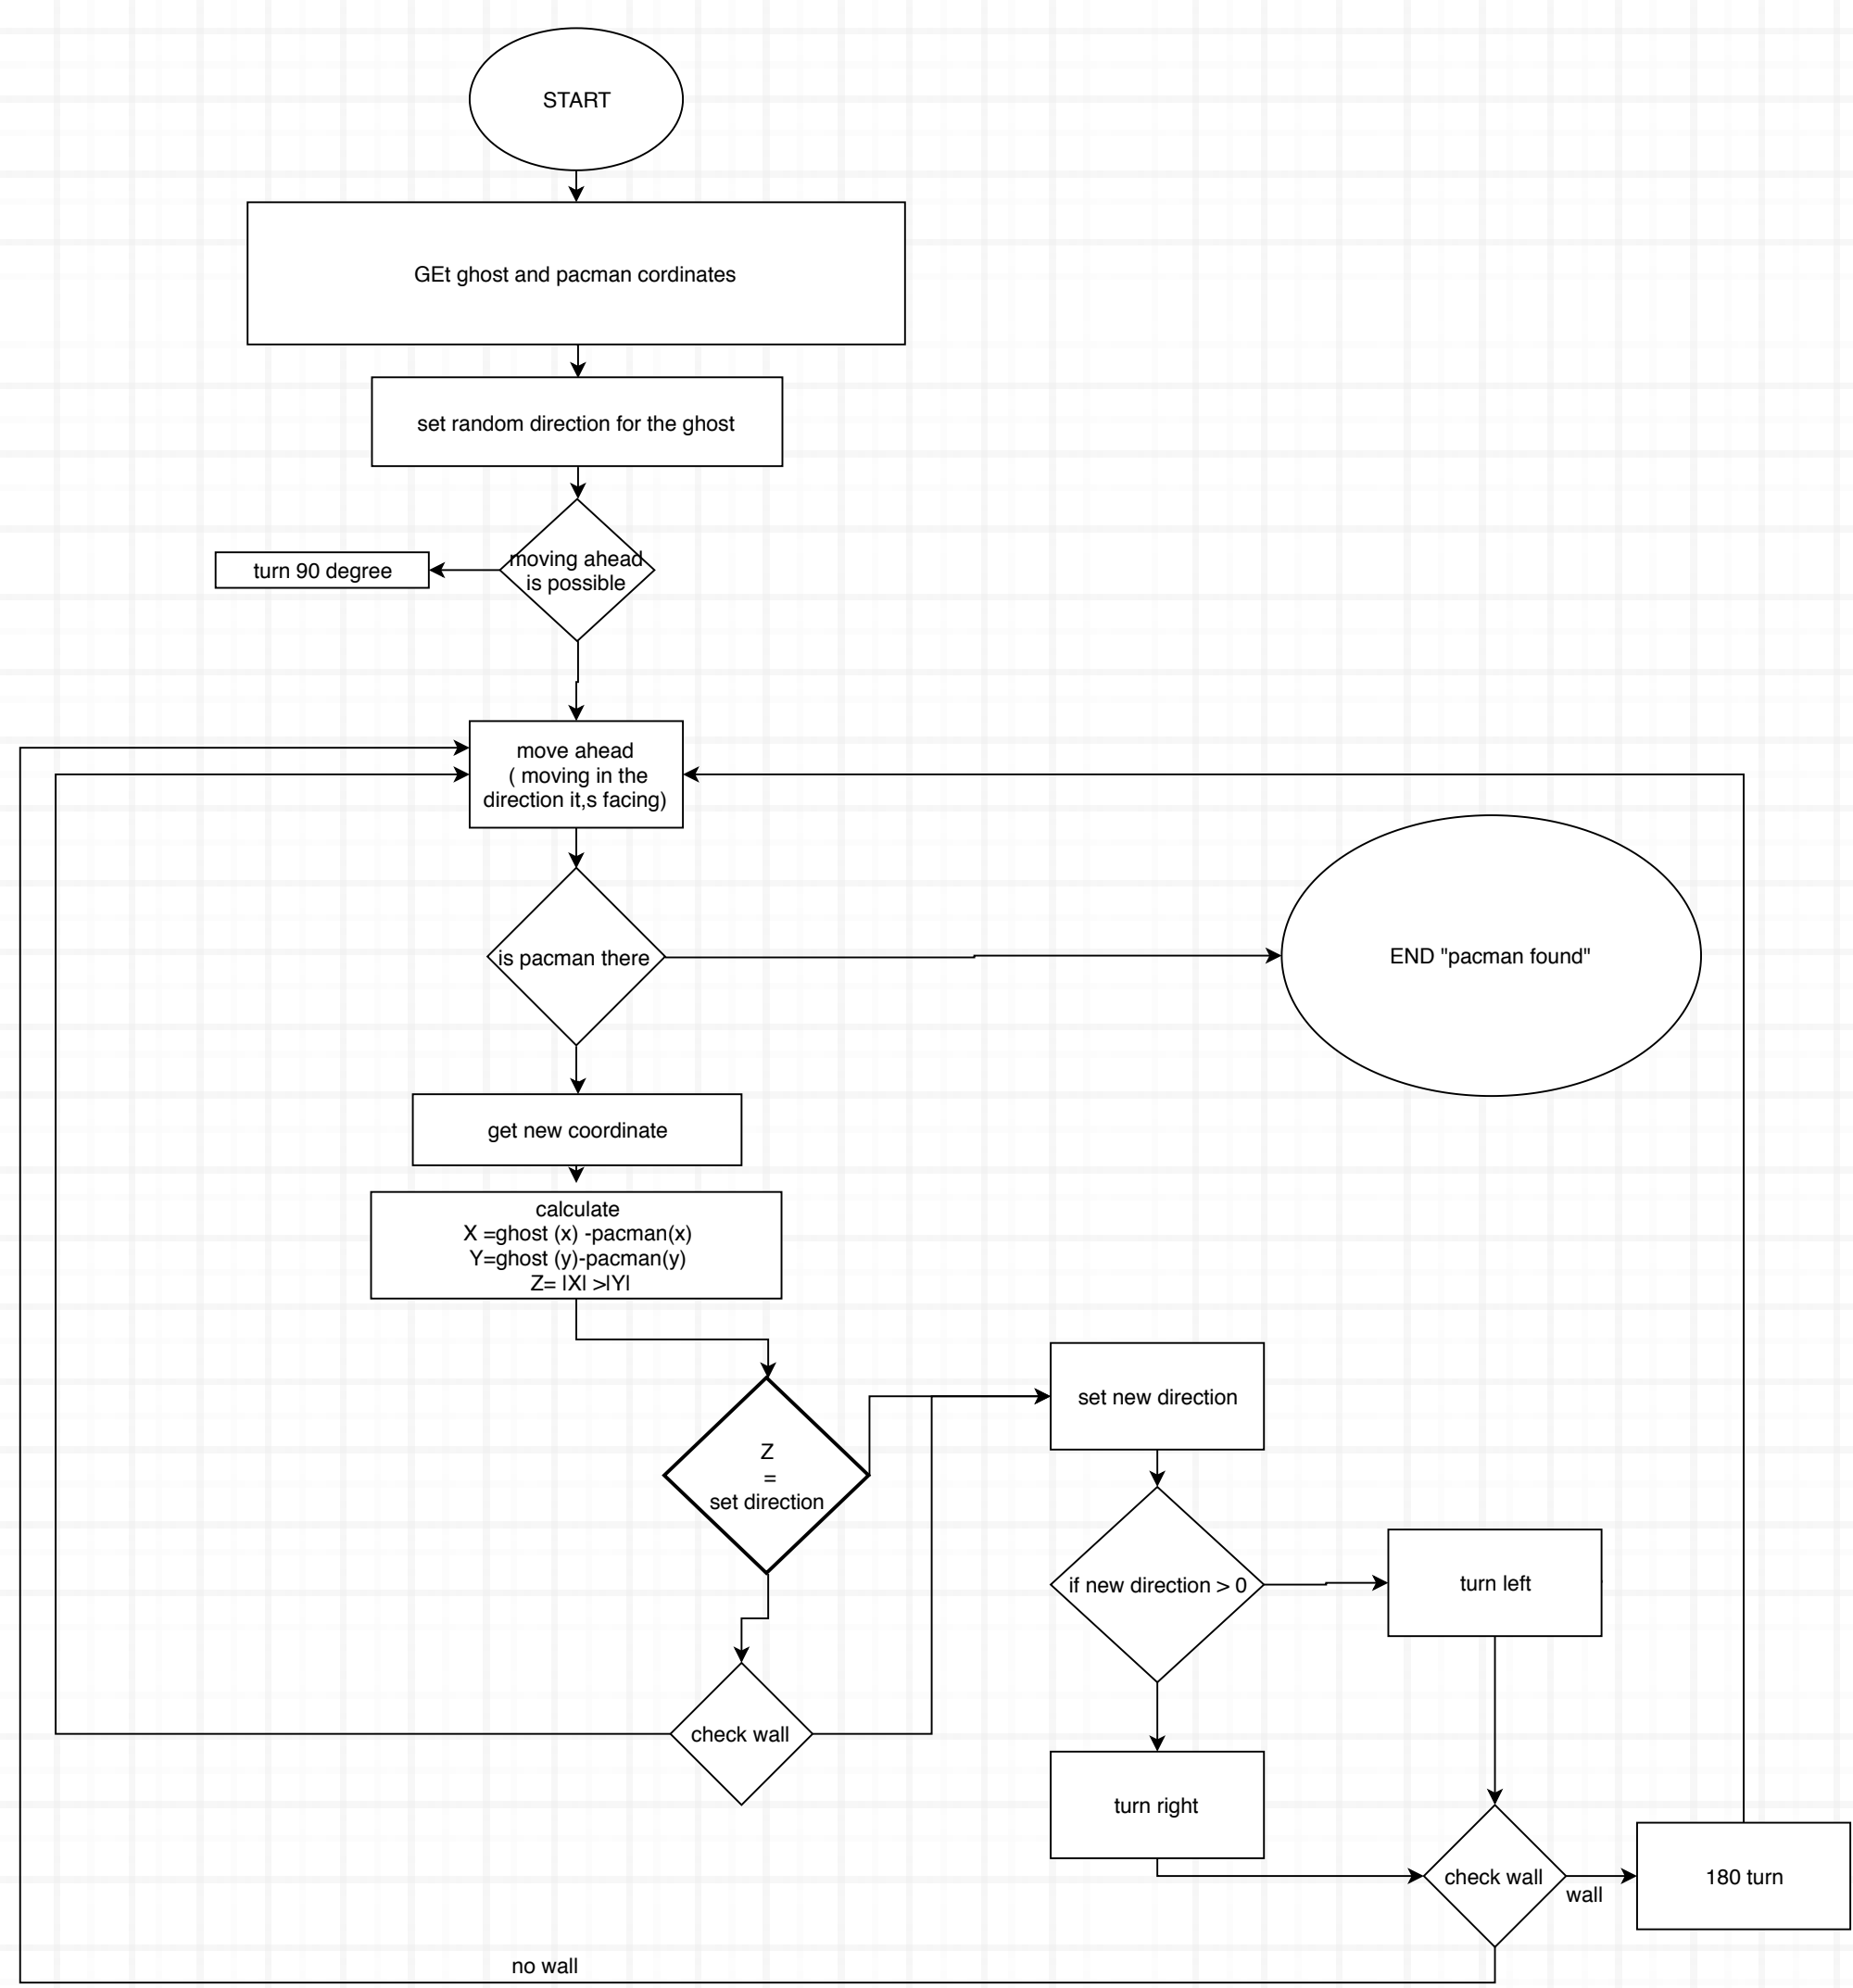 START
GEt ghost and pacman cordinates
set random direction for the ghost
moving ahead
is possible
turn 90 degree
move ahead
( moving in the
direction it,s facing)
is pacman there
END "pacman found"
get new coordinate
calculate
X =ghost (x) -pacman(x)
Y=ghost (y)-pacman(y)
Z= |X| >|Y|
Z
=
set direction
set new direction
if new direction > 0
turn left
check wall
turn right
check wall
wall
180 turn
no wall